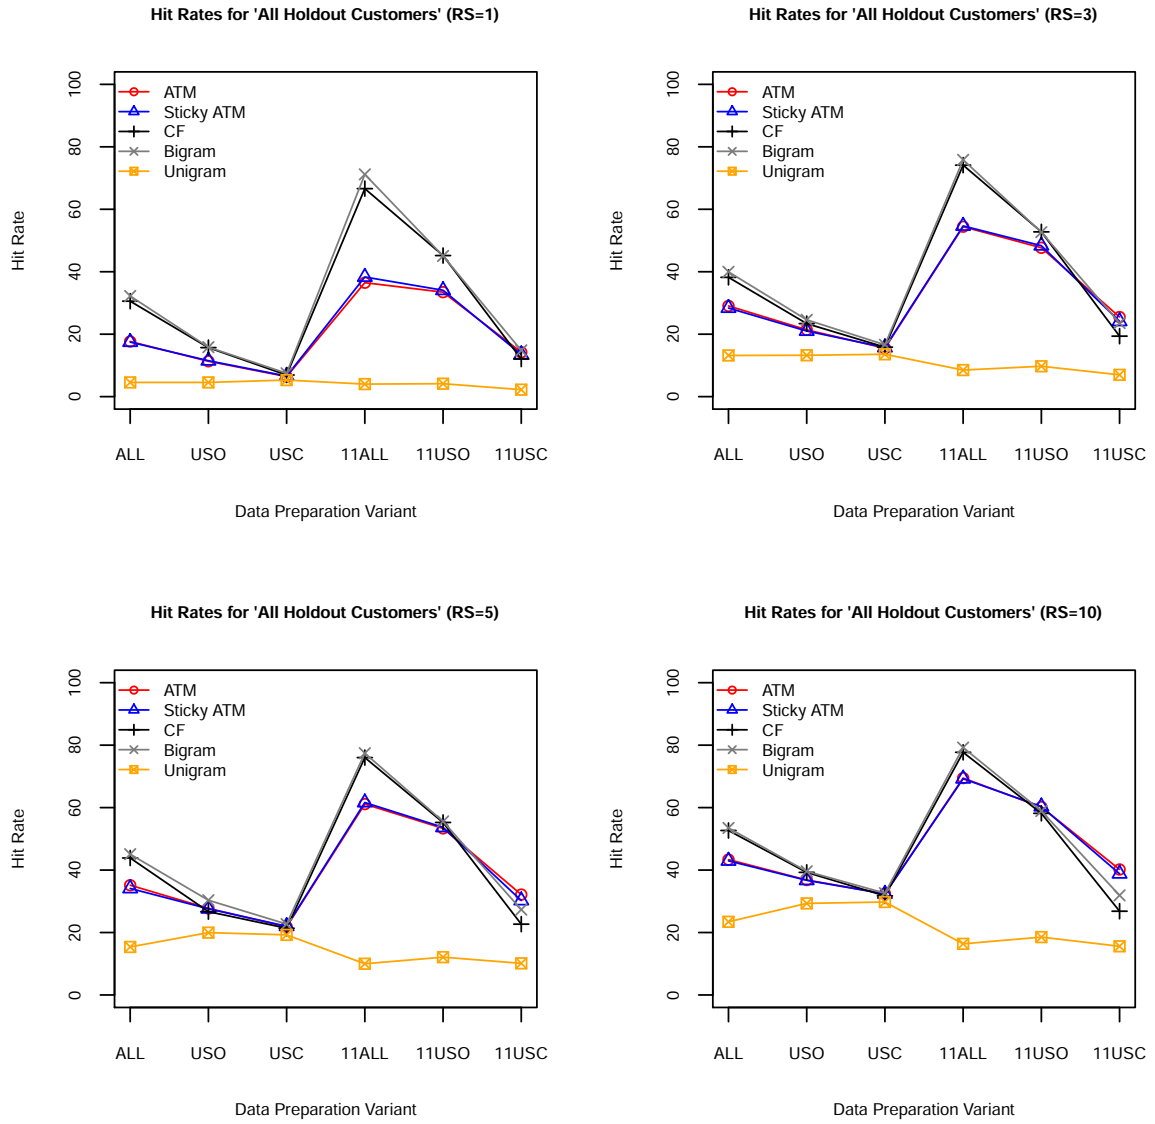 Hit Rates for 'All Holdout Customers' (RS=1)
Hit Rate
100
80
60
40
20
0
ATM
Sticky ATM
CF
Bigram
Unigram
ALL USO USC 11ALL 11USO 11USC
Data Preparation Variant
Hit Rates for 'All Holdout Customers' (RS=3)
Hit Rate
100
80
60
40
20
0
ATM
Sticky ATM
CF
Bigram
Unigram
ALL USO USC 11ALL 11USO 11USC
Data Preparation Variant
Hit Rates for 'All Holdout Customers' (RS=5)
Hit Rate
100
80
60
40
20
0
ATM
Sticky ATM
CF
Bigram
Unigram
ALL USO USC 11ALL 11USO 11USC
Data Preparation Variant
Hit Rates for 'All Holdout Customers' (RS=10)
Hit Rate
100
80
60
40
20
0
ATM
Sticky ATM
CF
Bigram
Unigram
ALL USO USC 11ALL 11USO 11USC
Data Preparation Variant